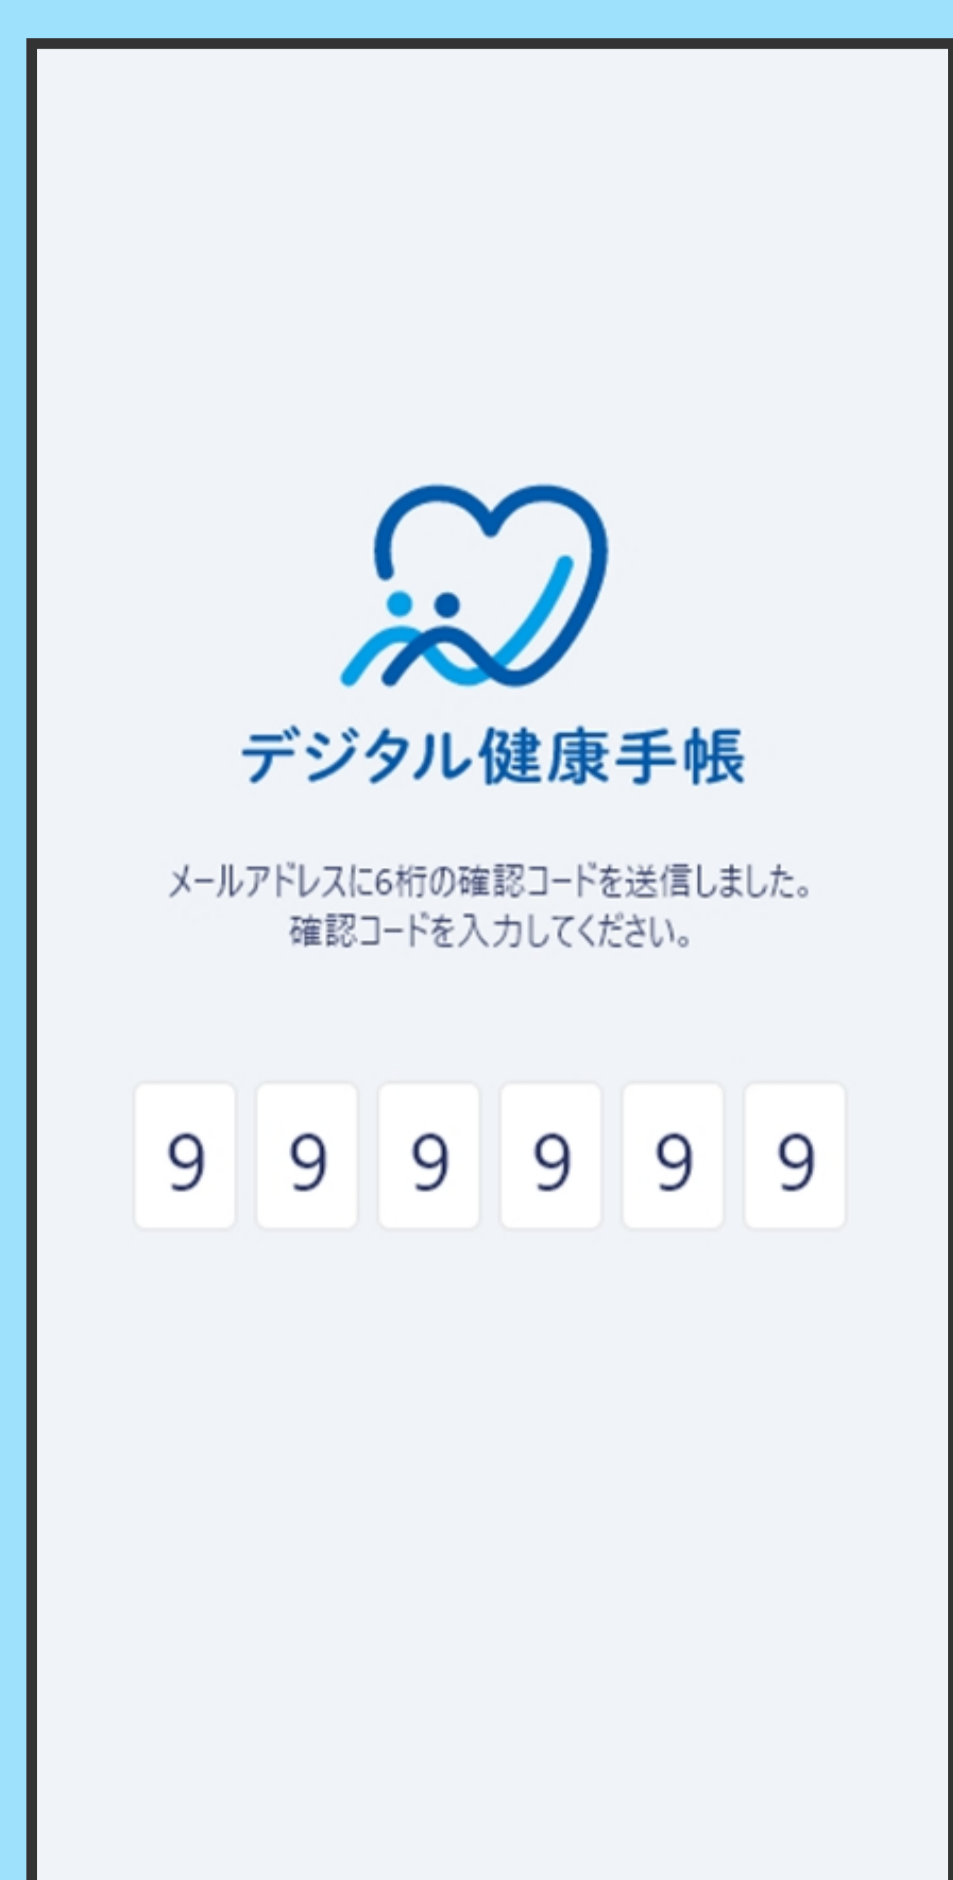 デジタル健康手帳
メールアドレスに6桁の確認コードを送信しました。
確認コードを入力してください。
9 9 9 9 9 9